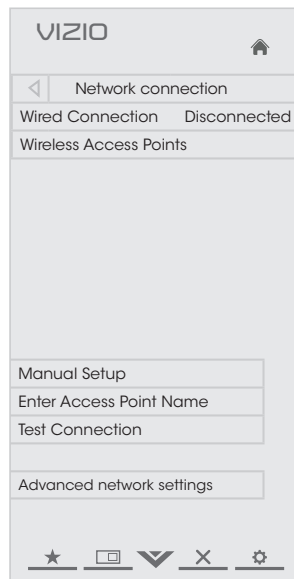 VIZIO
Network connection
Wired Connection Disconnected
Wireless Access Points
Manual Setup
Enter Access Point Name
Test Connection
Advanced network settings